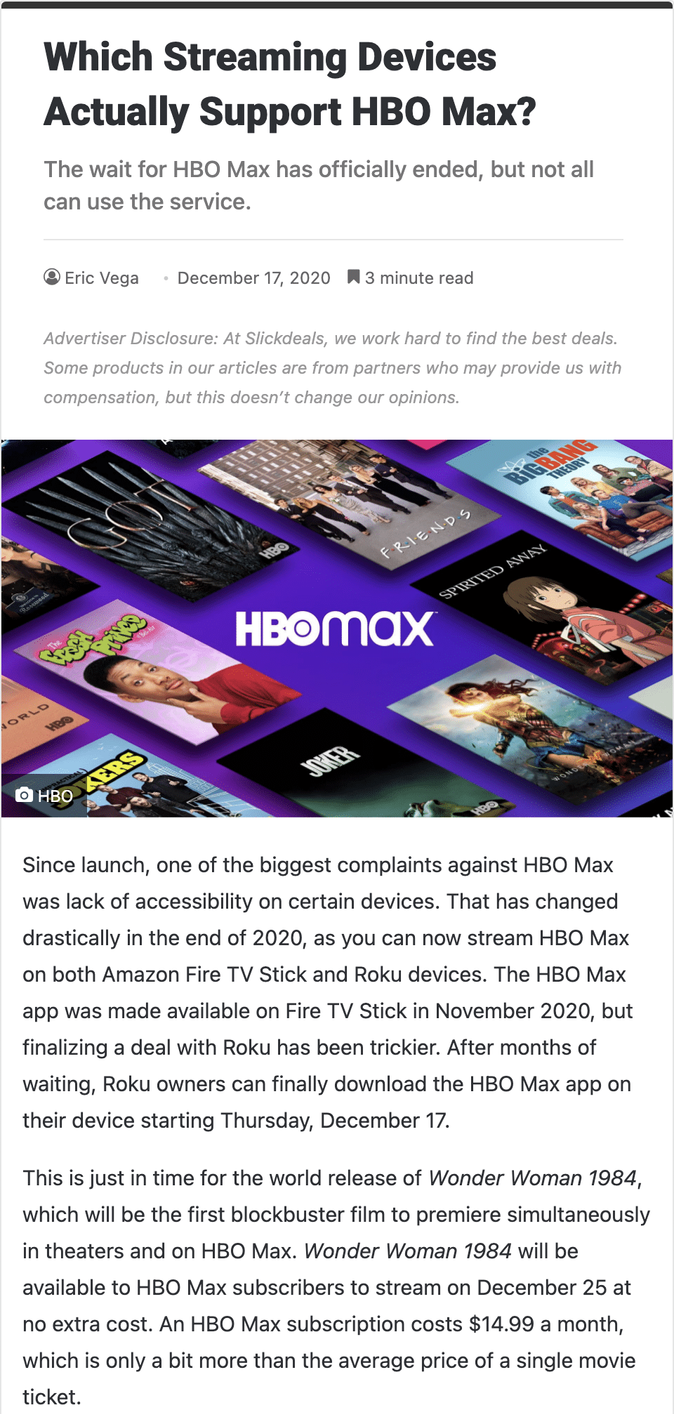 Which Streaming Devices
Actually Support HBO Max?
The wait for HBO Max has officially ended, but not all
can use the service.
Eric Vega • December 17, 2020 3 minute read
Advertiser Disclosure: At Slickdeals, we work hard to find the best deals.
Some products in our articles are from partners who may provide us with
compensation, but this doesn’t change our opinions.
the
BIG BANG
THEORY
GOT
HBO
FRIENDS
SPIRITED AWAY
HBOmax
The
Fresh
Prince
WORLD
HBO
JOKERS
JOKER
HBO
WONDER WOMAN
HBO
Since launch, one of the biggest complaints against HBO Max
was lack of accessibility on certain devices. That has changed
drastically in the end of 2020, as you can now stream HBO Max
on both Amazon Fire TV Stick and Roku devices. The HBO Max
app was made available on Fire TV Stick in November 2020, but
finalizing a deal with Roku has been trickier. After months of
waiting, Roku owners can finally download the HBO Max app on
their device starting Thursday, December 17.
This is just in time for the world release of Wonder Woman 1984,
which will be the first blockbuster film to premiere simultaneously
in theaters and on HBO Max. Wonder Woman 1984 will be
available to HBO Max subscribers to stream on December 25 at
no extra cost. An HBO Max subscription costs $14.99 a month,
which is only a bit more than the average price of a single movie
ticket.